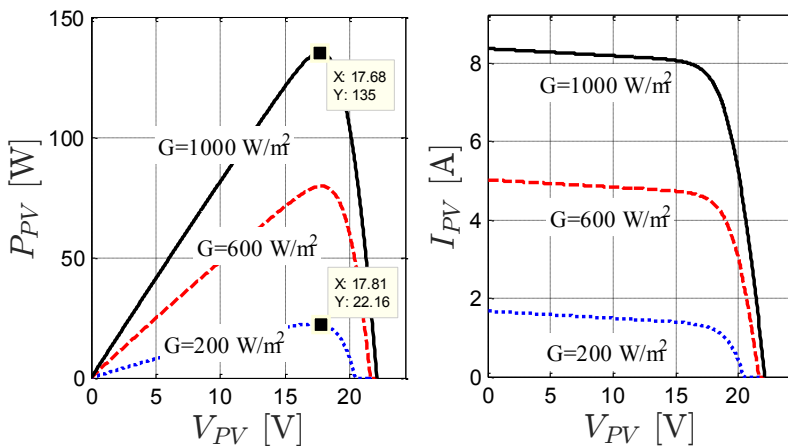 150
100
50
0
P_PV [W]
0
5
10
15
20
V_PV [V]
X: 17.68
Y: 135
G=1000 W/m²
G=600 W/m²
X: 17.81
Y: 22.16
G=200 W/m²
8
6
4
2
0
I_PV [A]
0
5
10
15
20
V_PV [V]
G=1000 W/m²
G=600 W/m²
G=200 W/m²